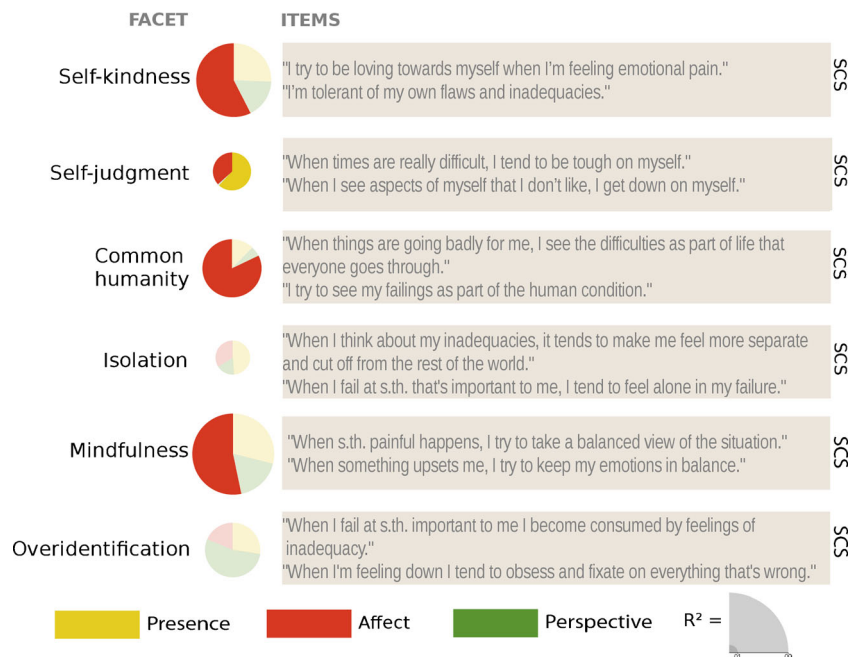 FACET ITEMS
Self-kindness
"I try to be loving towards myself when I'm feeling emotional pain."
"I'm tolerant of my own flaws and inadequacies."
SCS
Self-judgment
"When times are really difficult, I tend to be tough on myself."
"When I see aspects of myself that I don't like, I get down on myself."
SCS
Common
humanity
"When things are going badly for me, I see the difficulties as part of life that
everyone goes through."
"I try to see my failings as part of the human condition."
SCS
Isolation
"When I think about my inadequacies, it tends to make me feel more separate
and cut off from the rest of the world."
"When I fail at s.th. that's important to me, I tend to feel alone in my failure."
SCS
Mindfulness
"When s.th. painful happens, I try to take a balanced view of the situation."
"When something upsets me, I try to keep my emotions in balance."
SCS
Overidentification
"When I fail at s.th. important to me I become consumed by feelings of
inadequacy."
"When I'm feeling down I tend to obsess and fixate on everything that's wrong."
SCS
Presence Affect Perspective R² =